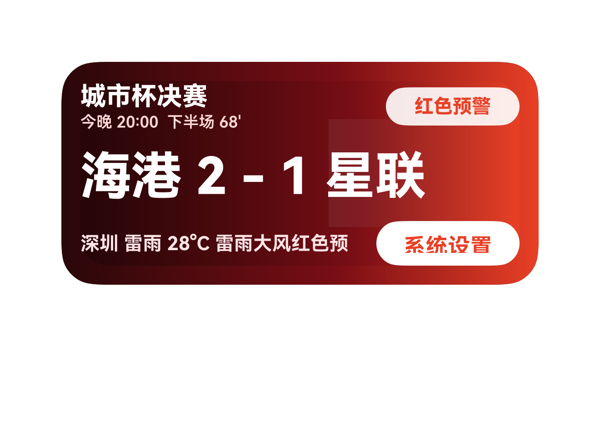 城市杯决赛
今晚 20:00 下半场 68'
红色预警
海港 2 - 1 星联
深圳 雷雨 28°C 雷雨大风红色预
系统设置